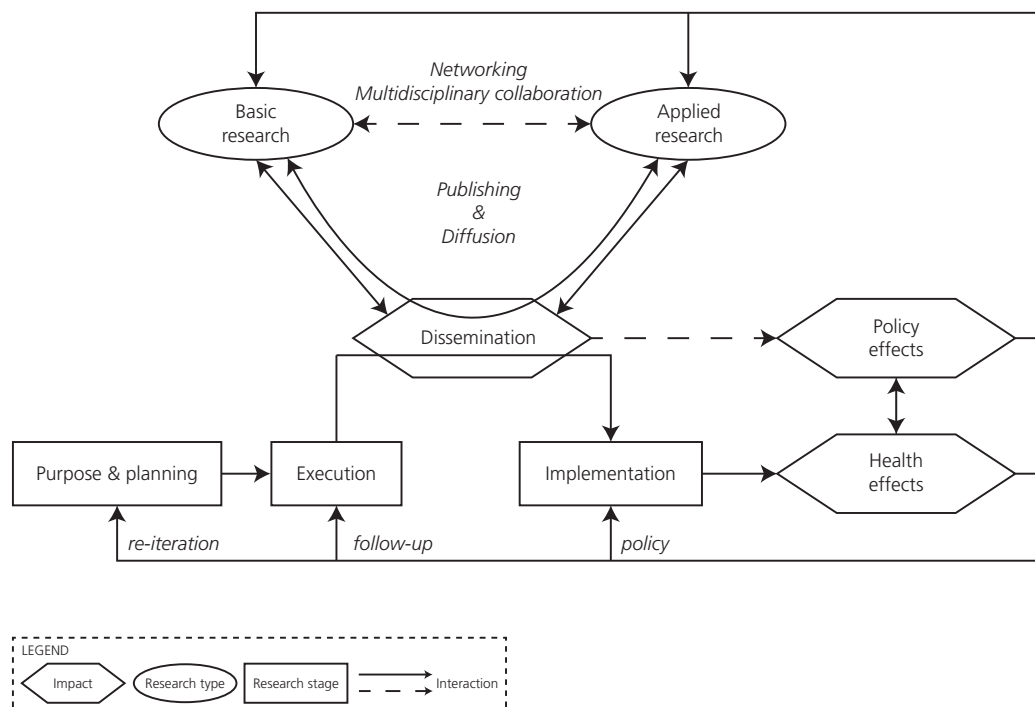 Networking
Multidisciplinary collaboration
Basic
research
Applied
research
Publishing
&
Diffusion
Dissemination
Policy
effects
Purpose & planning
Execution
Implementation
Health
effects
re-iteration
follow-up
policy
LEGEND
Impact
Research type
Research stage
Interaction